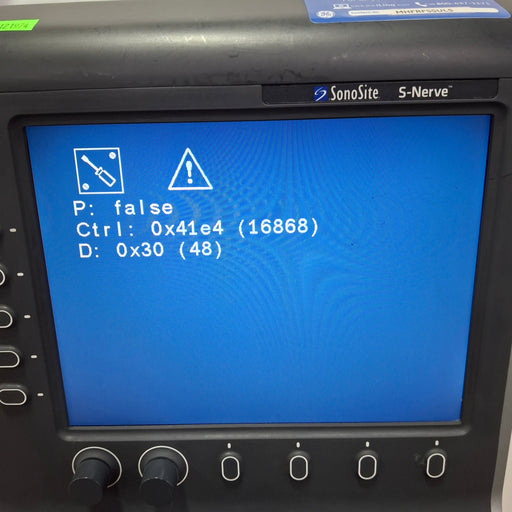 SonoSite S-Nerve™
P: false
Ctrl: 0x41e4 (16868)
D: 0x30 (48)